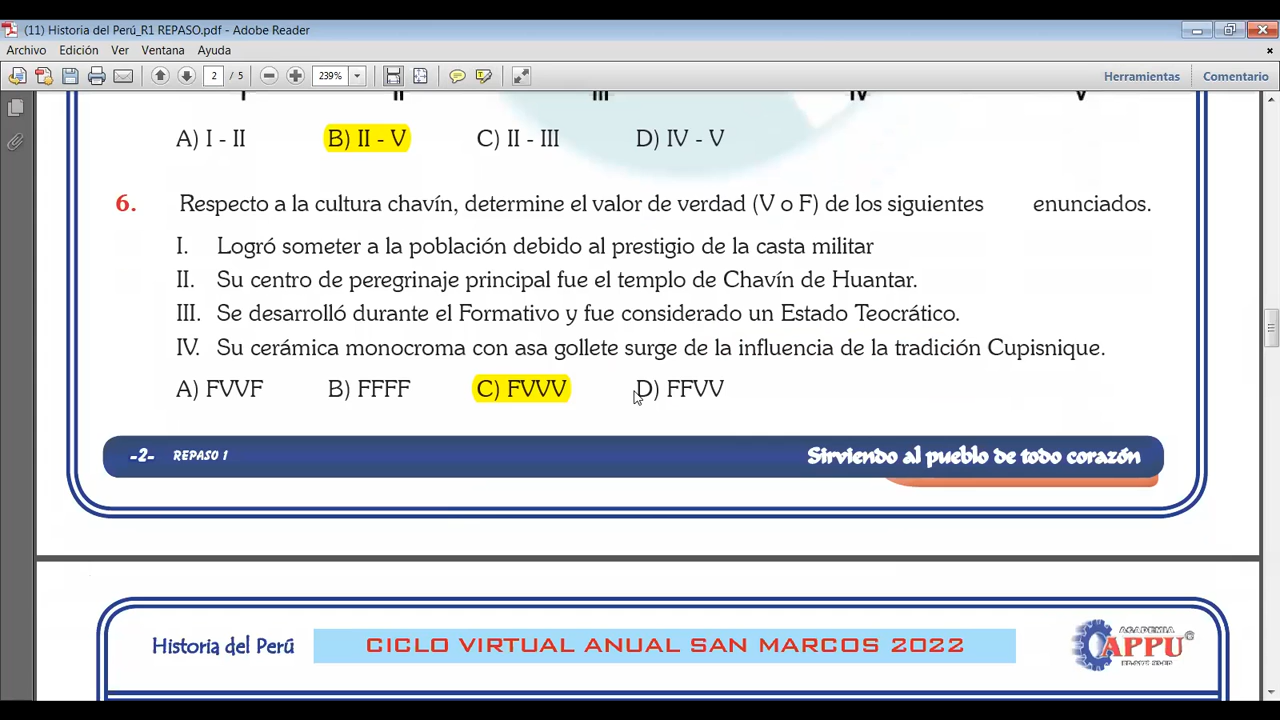 (11) Historia del Perú_R1 REPASO.pdf - Adobe Reader
Archivo Edición Ver Ventana Ayuda
2 / 5 239% Herramientas Comentario
I II III IV V
A) I - II B) II - V C) II - III D) IV - V
6. Respecto a la cultura chavín, determine el valor de verdad (V o F) de los siguientes enunciados.
I. Logró someter a la población debido al prestigio de la casta militar
II. Su centro de peregrinaje principal fue el templo de Chavín de Huantar.
III. Se desarrolló durante el Formativo y fue considerado un Estado Teocrático.
IV. Su cerámica monocroma con asa gollete surge de la influencia de la tradición Cupisnique.
A) FVVF B) FFFF C) FVVV D) FFVV
-2- REPASO 1 Sirviendo al pueblo de todo corazón
Historia del Perú CICLO VIRTUAL ANUAL SAN MARCOS 2022
ACADEMIA
APPU